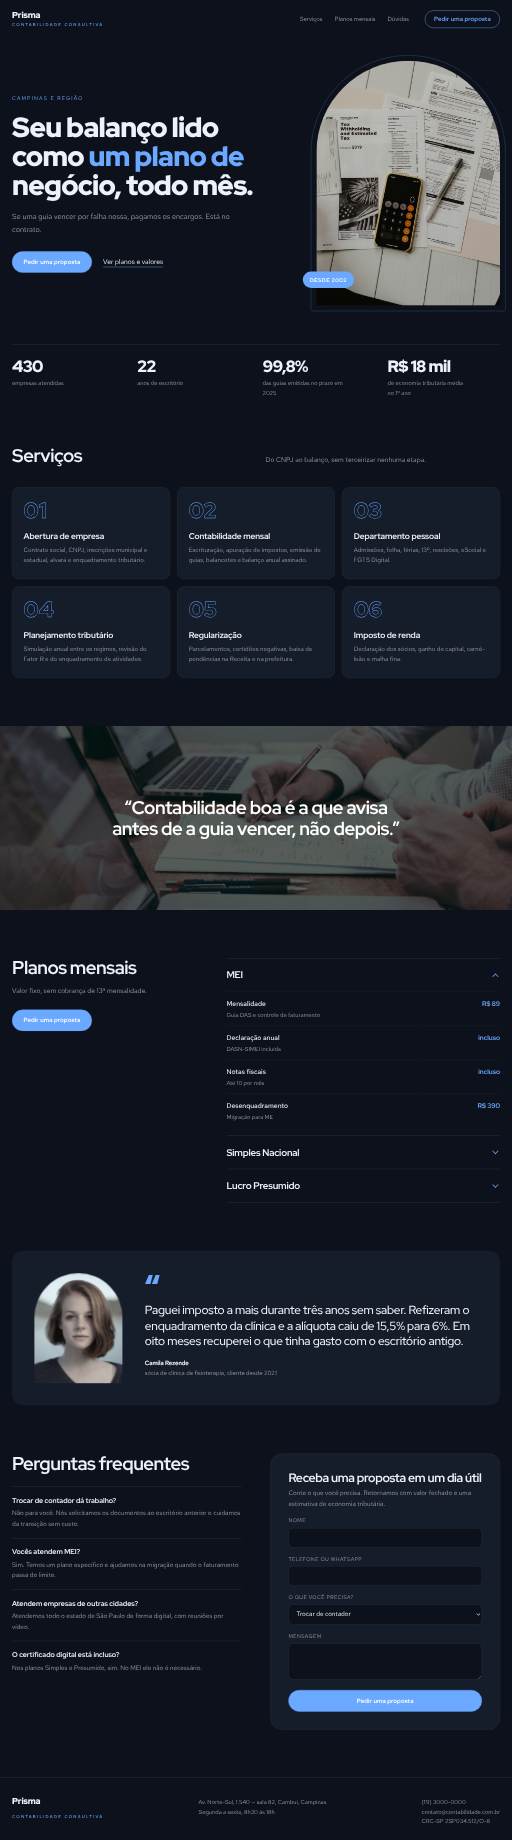 Prisma
CONTABILIDADE CONSULTIVA
Serviços
Planos mensais
Dúvidas
Pedir uma proposta
CAMPINAS E REGIÃO
Seu balanço lido
como um plano de
negócio, todo mês.
Se uma guia vencer por falha nossa, pagamos os encargos. Está no
contrato.
Pedir uma proposta
Ver planos e valores
Tax
Withholding
and Estimated
Tax
2019
DESDE 2002
430
empresas atendidas
22
anos de escritório
99,8%
das guias emitidas no prazo em
2025
R$ 18 mil
de economia tributária média
no 1º ano
Serviços
Do CNPJ ao balanço, sem terceirizar nenhuma etapa.
01
Abertura de empresa
Contrato social, CNPJ, inscrições municipal e
estadual, alvará e enquadramento tributário.
02
Contabilidade mensal
Escrituração, apuração de impostos, emissão de
guias, balancetes e balanço anual assinado.
03
Departamento pessoal
Admissões, folha, férias, 13º, rescisões, eSocial e
FGTS Digital.
04
Planejamento tributário
Simulação anual entre os regimes, revisão do
Fator R e do enquadramento de atividades.
05
Regularização
Parcelamentos, certidões negativas, baixa de
pendências na Receita e na prefeitura.
06
Imposto de renda
Declaração dos sócios, ganho de capital, carnê-
leão e malha fina.
“Contabilidade boa é a que avisa
antes de a guia vencer, não depois.”
Planos mensais
Valor fixo, sem cobrança de 13ª mensalidade.
Pedir uma proposta
MEI
Mensalidade
R$ 89
Guia DAS e controle de faturamento
Declaração anual
incluso
DASN-SIMEI incluída
Notas fiscais
incluso
Até 10 por mês
Desenquadramento
R$ 390
Migração para ME
Simples Nacional
Lucro Presumido
“
Paguei imposto a mais durante três anos sem saber. Refizeram o
enquadramento da clínica e a alíquota caiu de 15,5% para 6%. Em
oito meses recuperei o que tinha gasto com o escritório antigo.
Camila Rezende
sócia de clínica de fisioterapia, cliente desde 2021
Perguntas frequentes
Trocar de contador dá trabalho?
Não para você. Nós solicitamos os documentos ao escritório anterior e cuidamos
da transição sem custo.
Vocês atendem MEI?
Sim. Temos um plano específico e ajudamos na migração quando o faturamento
passa do limite.
Atendem empresas de outras cidades?
Atendemos todo o estado de São Paulo de forma digital, com reuniões por
vídeo.
O certificado digital está incluso?
Nos planos Simples e Presumido, sim. No MEI ele não é necessário.
Receba uma proposta em um dia útil
Conte o que você precisa. Retornamos com valor fechado e uma
estimativa de economia tributária.
NOME
TELEFONE OU WHATSAPP
O QUE VOCÊ PRECISA?
Trocar de contador
MENSAGEM
Pedir uma proposta
Prisma
CONTABILIDADE CONSULTIVA
Av. Norte-Sul, 1.540 — sala 82, Cambuí, Campinas
Segunda a sexta, 8h30 às 18h
(19) 3000-0000
contato@contabilidade.com.br
CRC-SP 2SP034.512/O-8